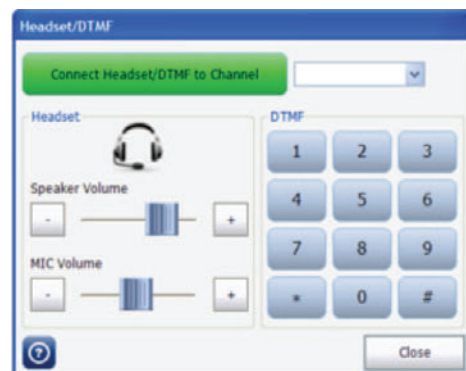 Headset/DTMF
Connect Headset/DTMF to Channel
Headset
DTMF
Speaker Volume
-
+
MIC Volume
-
+
1 2 3
4 5 6
7 8 9
* 0 #
?
Close